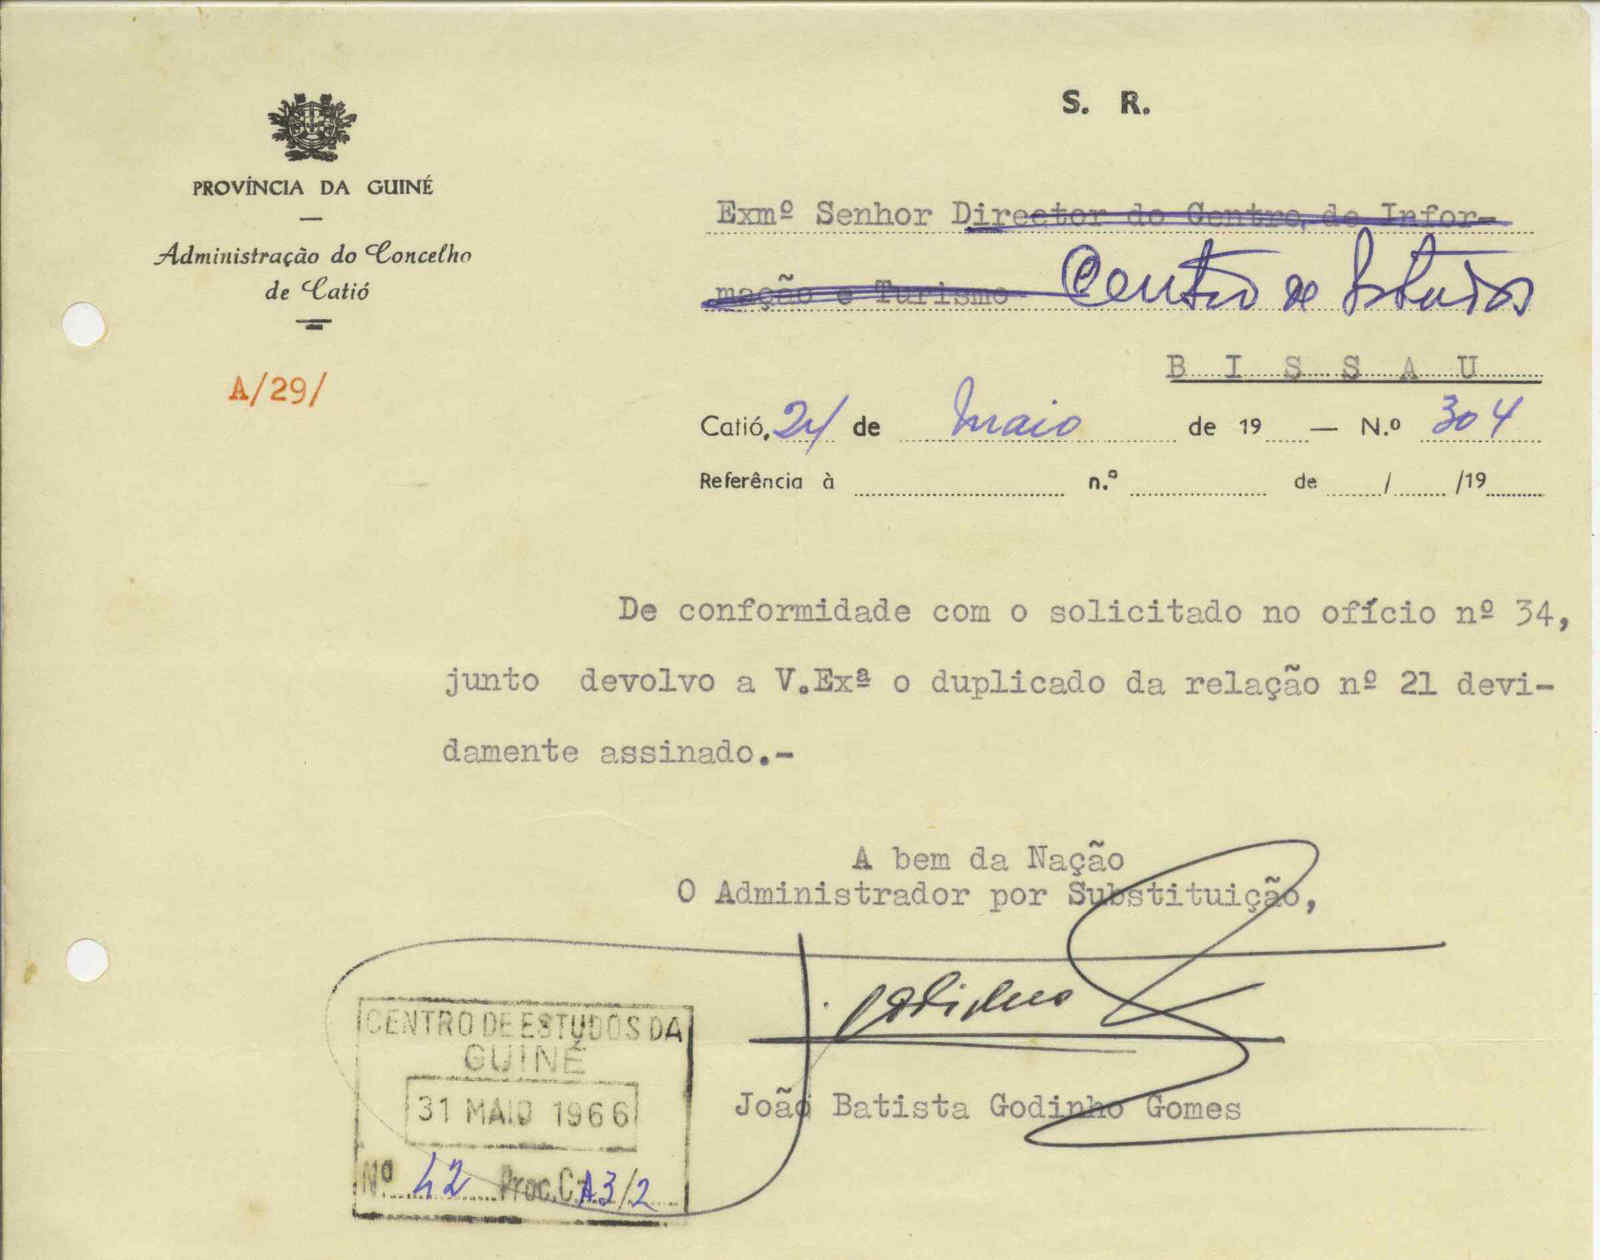 S. R.
PROVÍNCIA DA GUINÉ
Administração do Concelho
de Catió
A/29/
Exmº Senhor Director do Centro de Infor-
mação e Turismo- Centro de Estudos
B I S S A U
Catió, 24 de Maio de 19 — N.º 304
Referência à n.º de / /19
De conformidade com o solicitado no ofício nº 34,
junto devolvo a V.Exª o duplicado da relação nº 21 devi-
damente assinado.-
A bem da Nação
O Administrador por Substituição,
J. Godinho
João Batista Godinho Gomes
CENTRO DE ESTUDOS DA
GUINÉ
31 MAIO 1966
Nº 42 Proc. C. A3/2